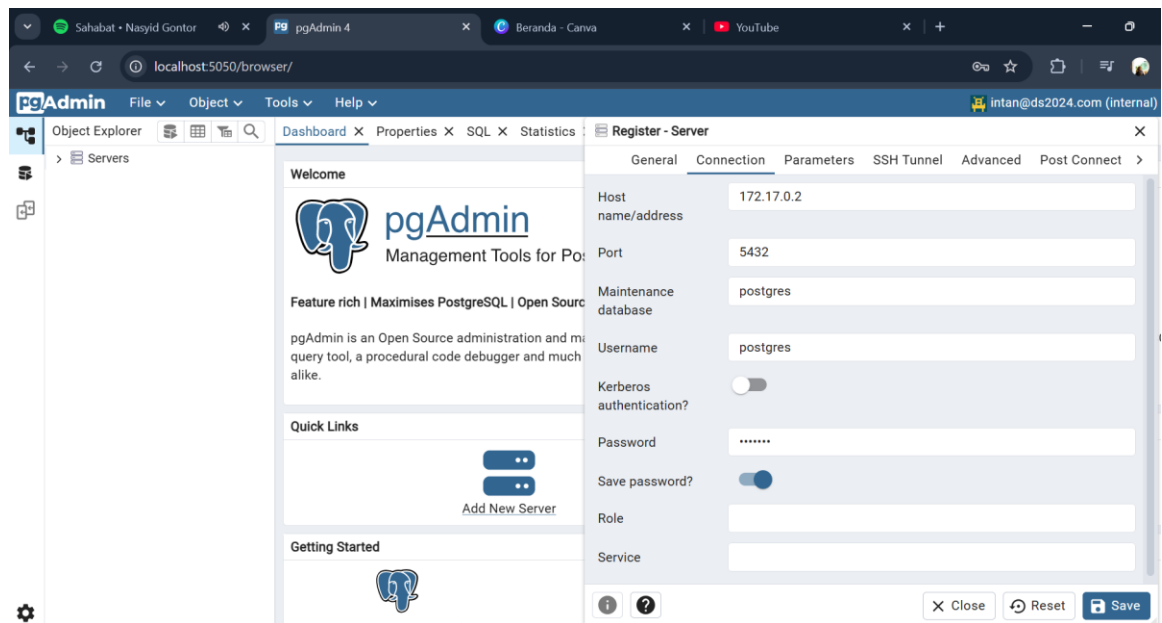 Sahabat • Nasyid Gontor
pgAdmin 4
Beranda - Canva
YouTube
localhost:5050/browser/
pgAdmin File Object Tools Help
intan@ds2024.com (internal)
Object Explorer
Servers
Dashboard Properties SQL Statistics
Welcome
pgAdmin
Management Tools for Pos
Feature rich | Maximises PostgreSQL | Open Sourc
pgAdmin is an Open Source administration and ma
query tool, a procedural code debugger and much
alike.
Quick Links
Add New Server
Getting Started
Register - Server
General Connection Parameters SSH Tunnel Advanced Post Connect
Host
name/address
172.17.0.2
Port
5432
Maintenance
database
postgres
Username
postgres
Kerberos
authentication?
Password
•••••••
Save password?
Role
Service
Close Reset Save